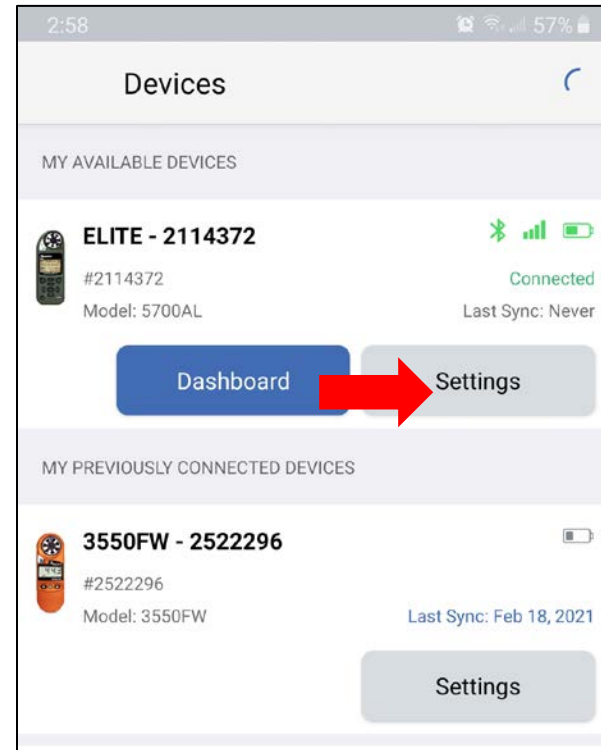 2:58 57%
Devices
MY AVAILABLE DEVICES
ELITE - 2114372
#2114372 Connected
Model: 5700AL Last Sync: Never
Dashboard Settings
MY PREVIOUSLY CONNECTED DEVICES
3550FW - 2522296
#2522296
Model: 3550FW Last Sync: Feb 18, 2021
Settings